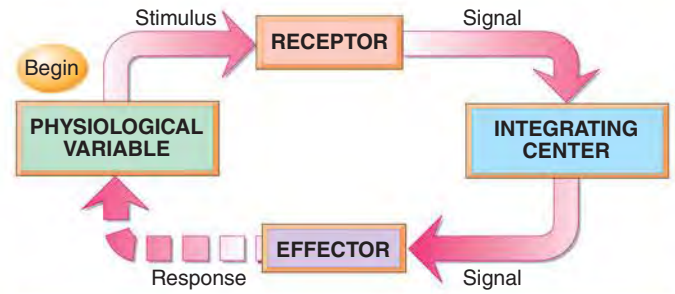 Stimulus
Signal
RECEPTOR
Begin
PHYSIOLOGICAL
VARIABLE
INTEGRATING
CENTER
EFFECTOR
Response
Signal